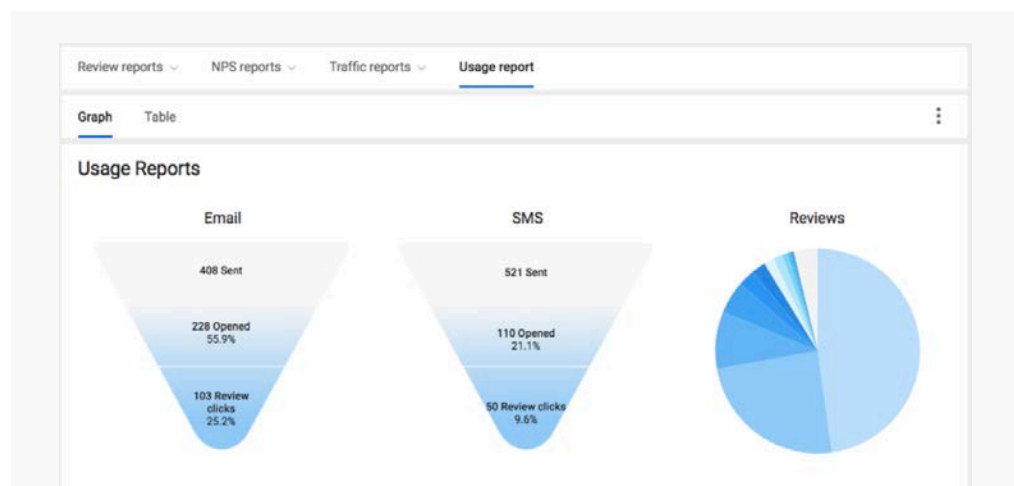 Review reports
NPS reports
Traffic reports
Usage report
Graph
Table
Usage Reports
Email
408 Sent
228 Opened
55.9%
103 Review
clicks
25.2%
SMS
521 Sent
110 Opened
21.1%
50 Review clicks
9.6%
Reviews